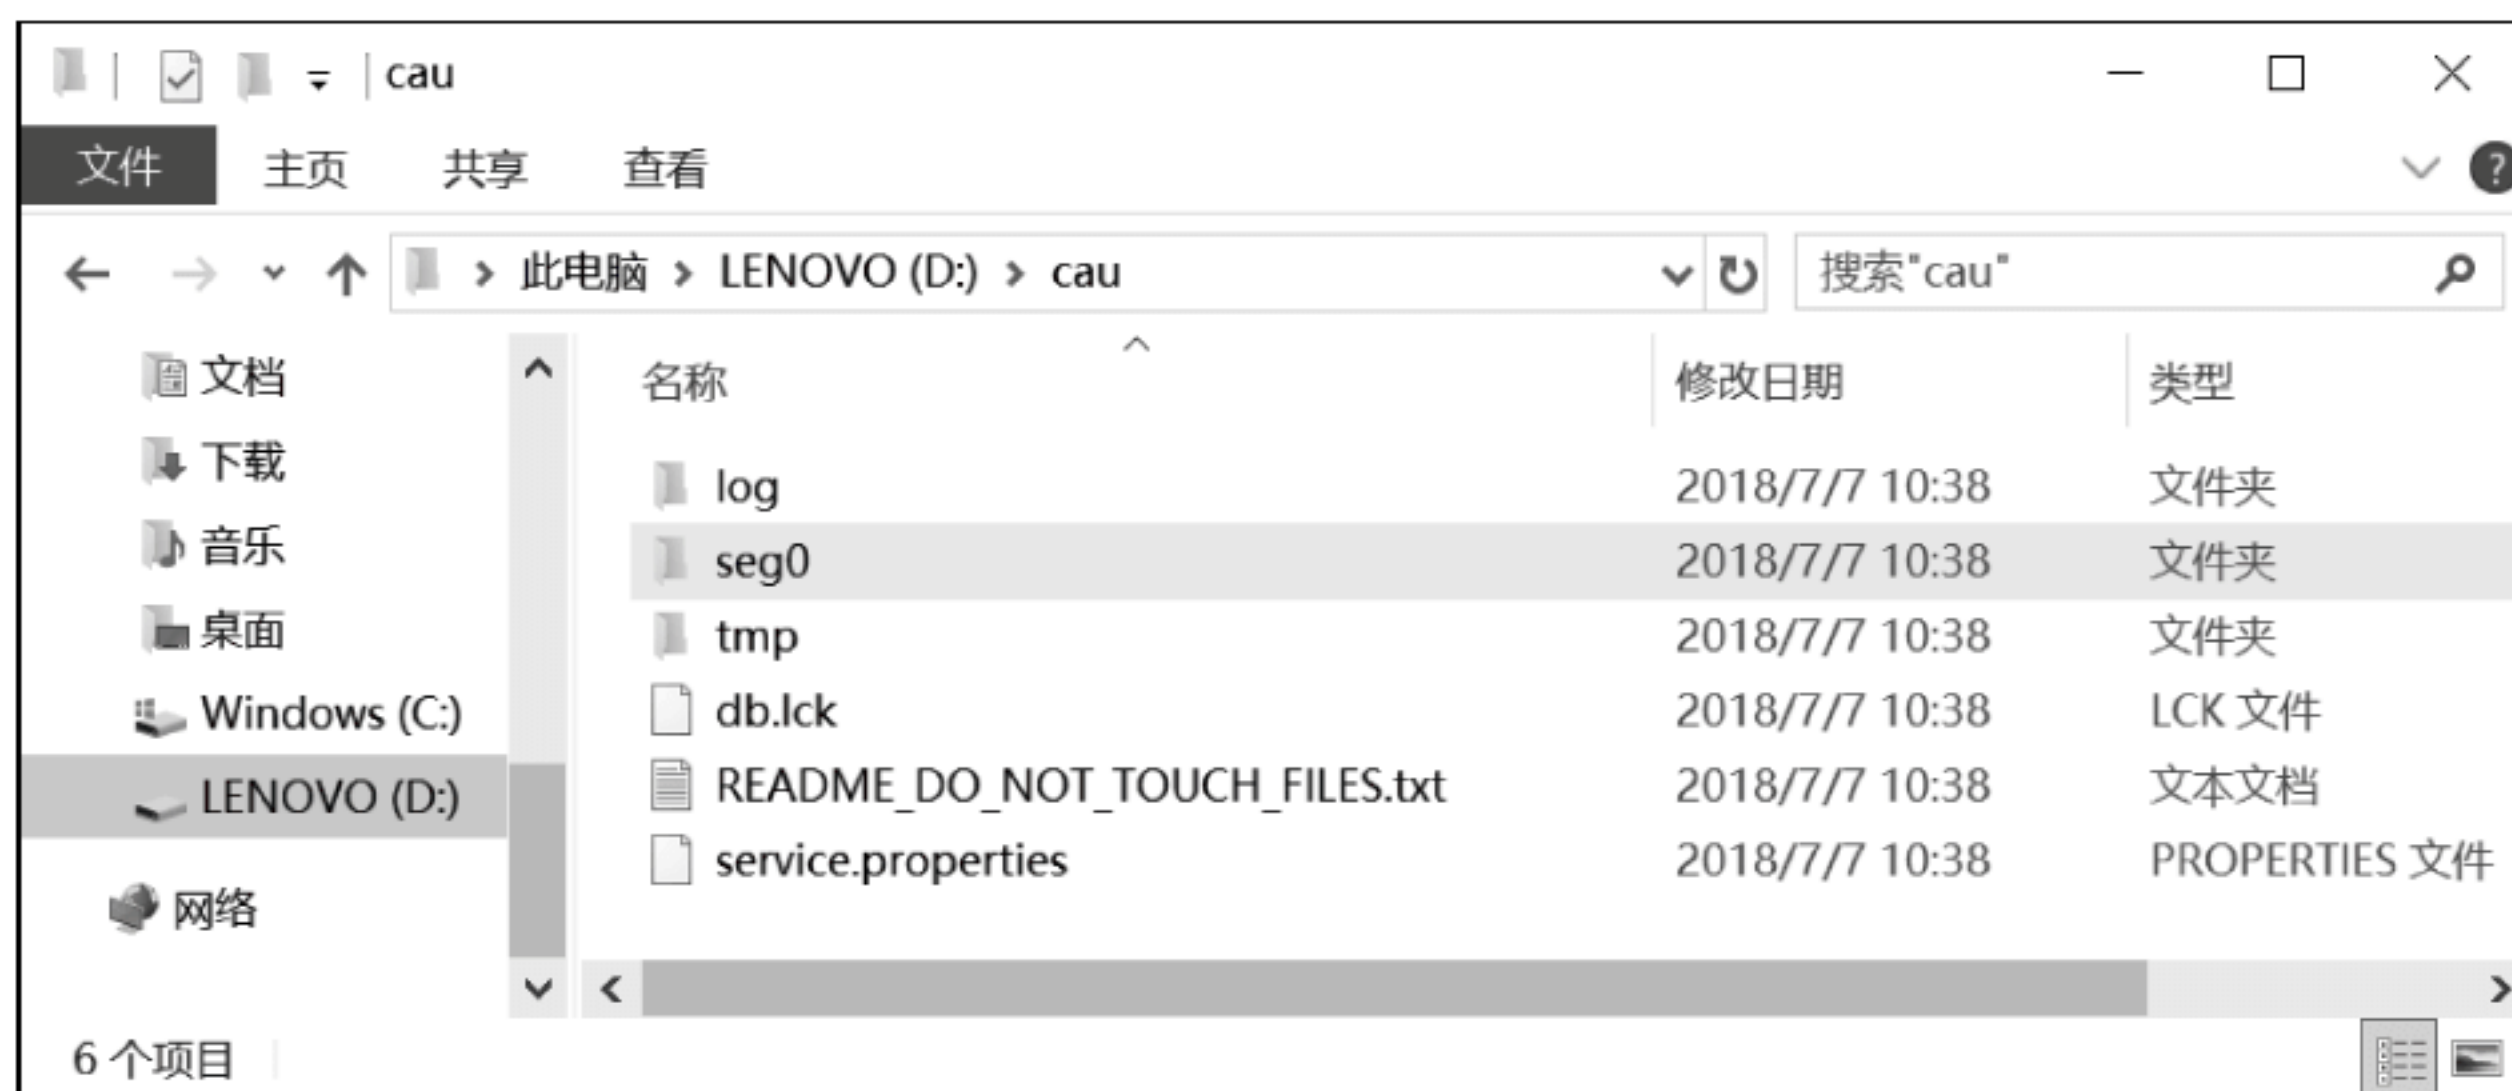 cau
文件 主页 共享 查看 ?
此电脑 > LENOVO (D:) > cau 搜索"cau"
名称 修改日期 类型
文档
下载
音乐
桌面
Windows (C:)
LENOVO (D:)
网络
log 2018/7/7 10:38 文件夹
seg0 2018/7/7 10:38 文件夹
tmp 2018/7/7 10:38 文件夹
db.lck 2018/7/7 10:38 LCK 文件
README_DO_NOT_TOUCH_FILES.txt 2018/7/7 10:38 文本文档
service.properties 2018/7/7 10:38 PROPERTIES 文件
6 个项目